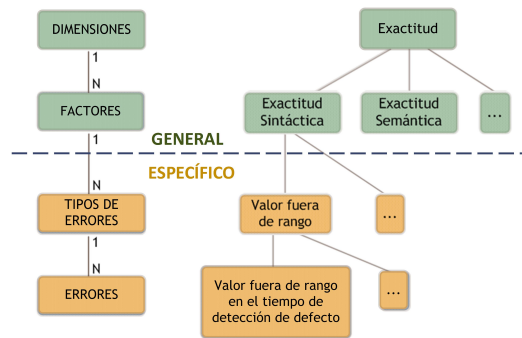 DIMENSIONES
Exactitud
1
N
FACTORES
Exactitud
Sintáctica
Exactitud
Semántica
...
1
GENERAL
ESPECÍFICO
N
TIPOS DE
ERRORES
Valor fuera
de rango
...
1
N
ERRORES
Valor fuera de rango
en el tiempo de
detección de defecto
...